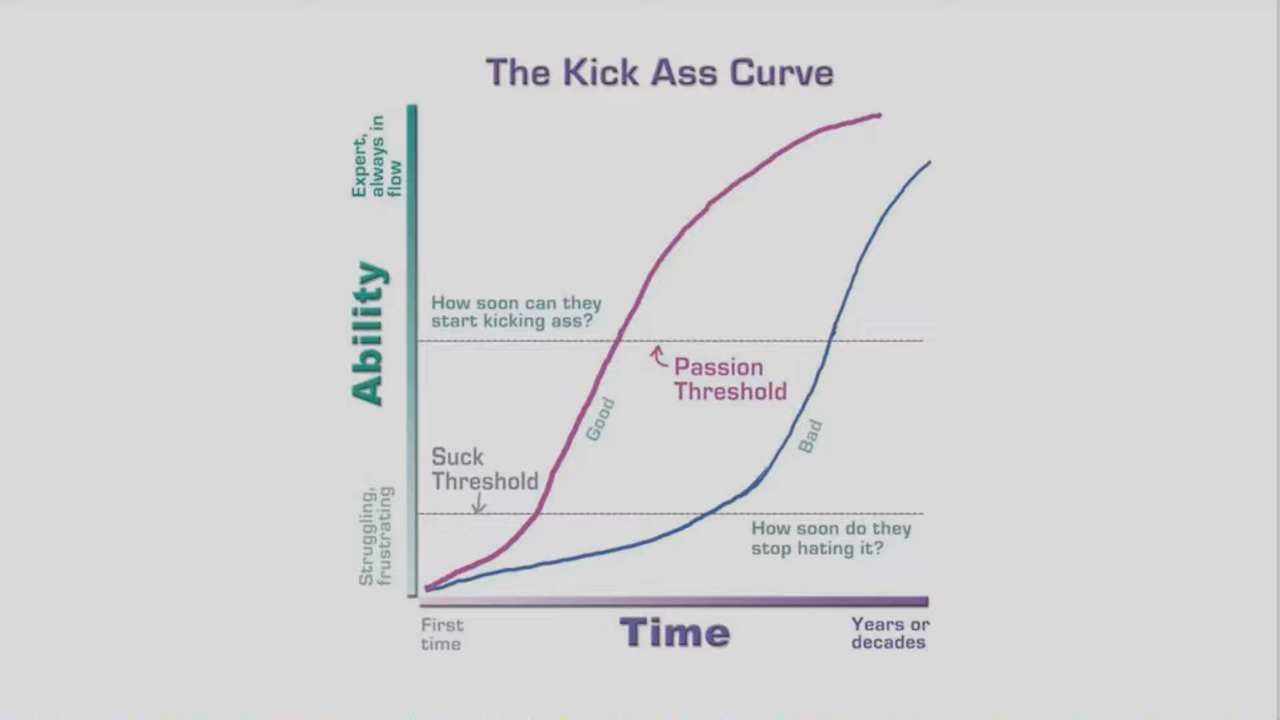 The Kick Ass Curve
Expert,
always in
flow
Ability
How soon can they
start kicking ass?
Passion
Threshold
Good
Bad
Suck
Threshold
Struggling,
frustrating
How soon do they
stop hating it?
First
time
Time
Years or
decades